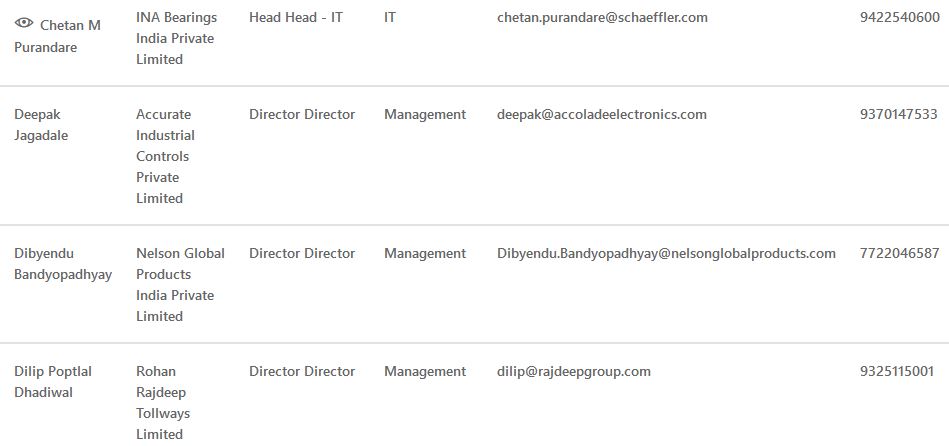 Chetan M Purandare INA Bearings India Private Limited Head Head - IT IT chetan.purandare@schaeffler.com 9422540600
Deepak Jagadale Accurate Industrial Controls Private Limited Director Director Management deepak@accoladeelectronics.com 9370147533
Dibyendu Bandyopadhyay Nelson Global Products India Private Limited Director Director Management Dibyendu.Bandyopadhyay@nelsonglobalproducts.com 7722046587
Dilip Poptlal Dhadiwal Rohan Rajdeep Tollways Limited Director Director Management dilip@rajdeepgroup.com 9325115001